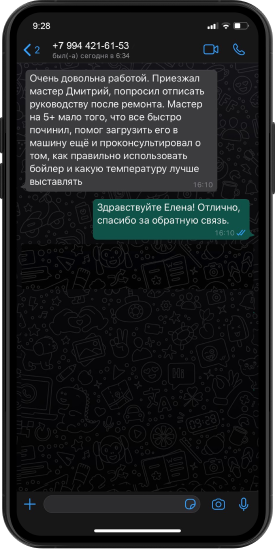 9:28
2
+7 994 421-61-53
был(-а) сегодня в 6:34
Очень довольна работой. Приезжал
мастер Дмитрий, попросил отписать
руководству после ремонта. Мастер
на 5+ мало того, что все быстро
починил, помог загрузить его в
машину ещё и проконсультировал о
том, как правильно использовать
бойлер и какую температуру лучше
выставлять
16:10
Здравствуйте Елена! Отлично,
спасибо за обратную связь.
16:10